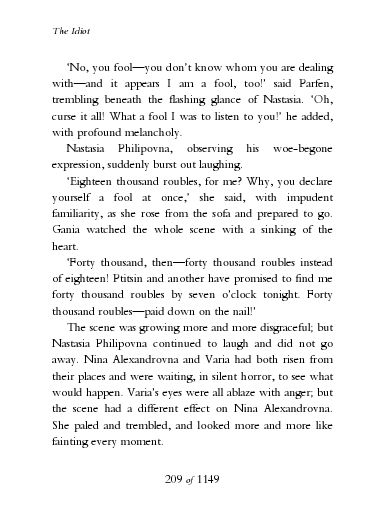 The Idiot
‘No, you fool—you don’t know whom you are dealing
with—and it appears I am a fool, too!’ said Parfen,
trembling beneath the flashing glance of Nastasia. ‘Oh,
curse it all! What a fool I was to listen to you!’ he added,
with profound melancholy.
Nastasia Philipovna, observing his woe-begone
expression, suddenly burst out laughing.
‘Eighteen thousand roubles, for me? Why, you declare
yourself a fool at once,’ she said, with impudent
familiarity, as she rose from the sofa and prepared to go.
Gania watched the whole scene with a sinking of the
heart.
‘Forty thousand, then—forty thousand roubles instead
of eighteen! Ptitsin and another have promised to find me
forty thousand roubles by seven o’clock tonight. Forty
thousand roubles—paid down on the nail!’
The scene was growing more and more disgraceful; but
Nastasia Philipovna continued to laugh and did not go
away. Nina Alexandrovna and Varia had both risen from
their places and were waiting, in silent horror, to see what
would happen. Varia’s eyes were all ablaze with anger; but
the scene had a different effect on Nina Alexandrovna.
She paled and trembled, and looked more and more like
fainting every moment.
209 of 1149